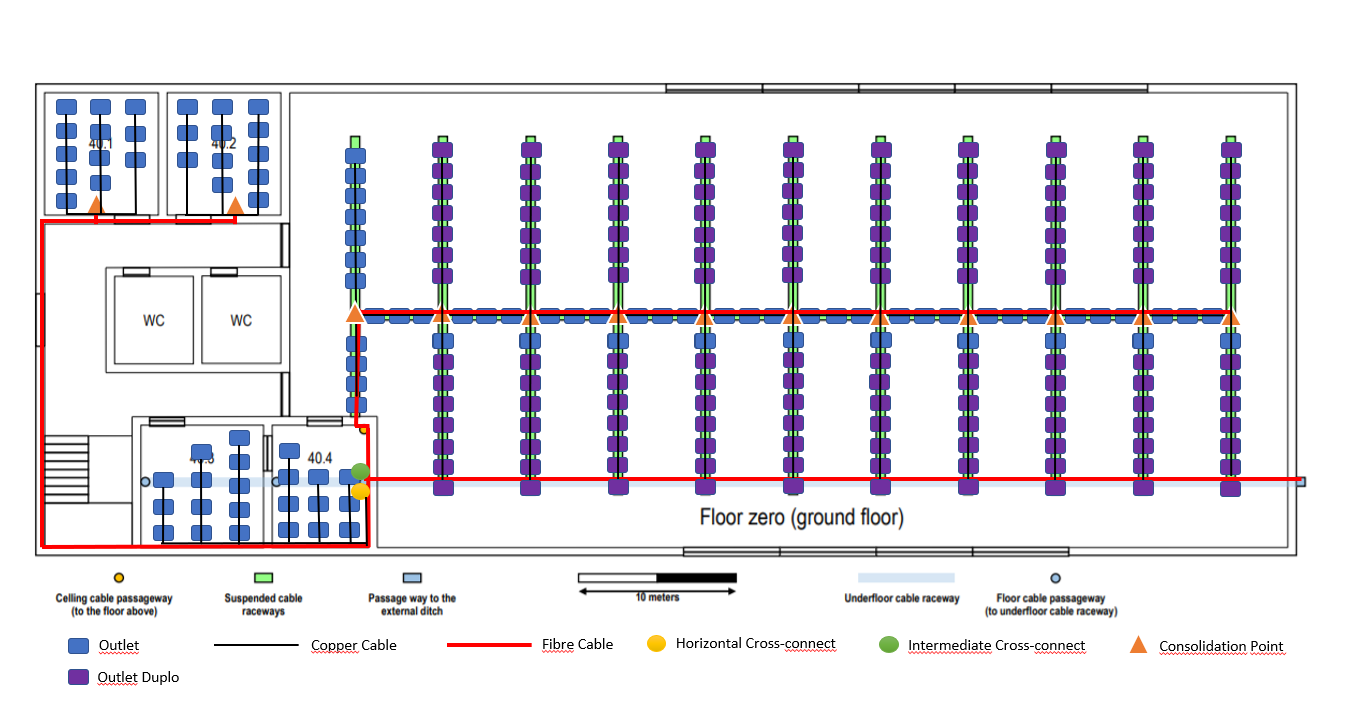 40.1
40.2
WC
WC
40.3
40.4
Floor zero (ground floor)
Celling cable passageway
(to the floor above)
Suspended cable
raceways
Passage way to the
external ditch
10 meters
Underfloor cable raceway
Floor cable passageway
(to underfloor cable raceway)
Outlet
Copper Cable
Fibre Cable
Horizontal Cross-connect
Intermediate Cross-connect
Consolidation Point
Outlet Duplo